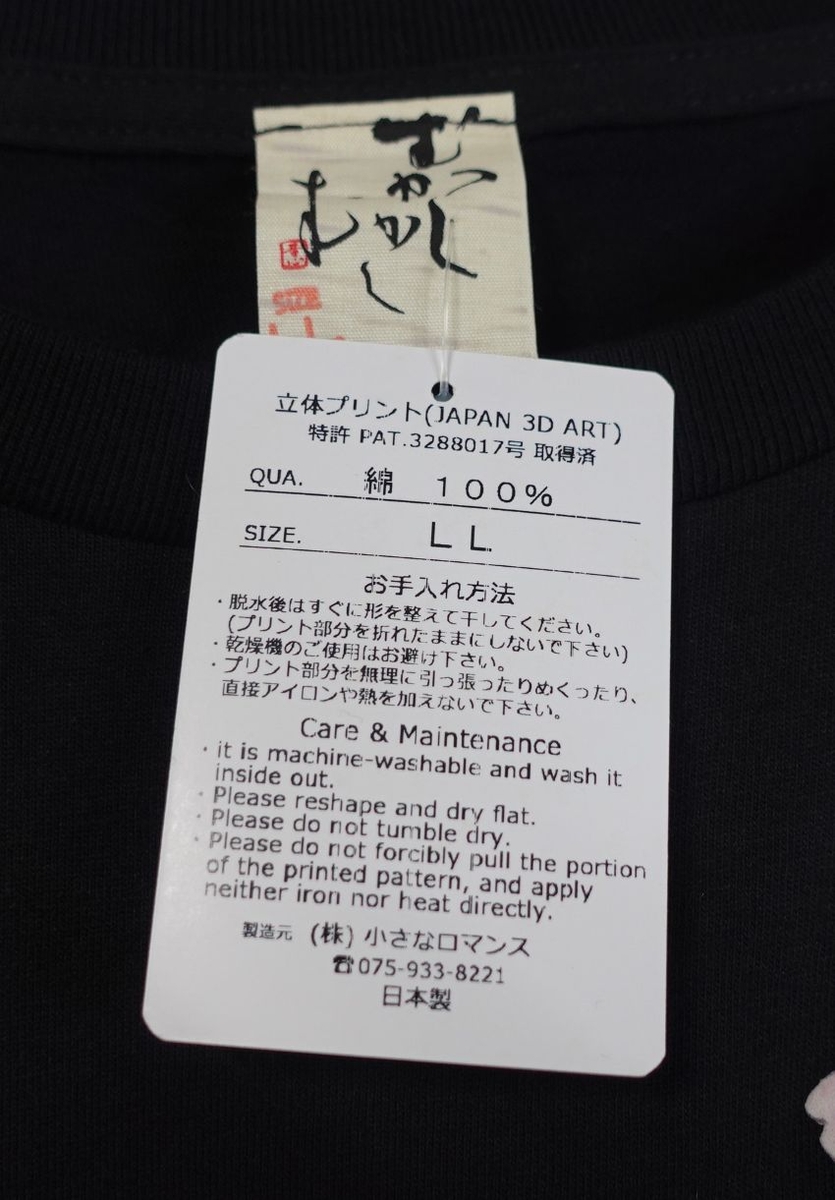 むかし
むかし
SIZE
LL
立体プリント(JAPAN 3D ART)
特許 PAT.3288017号 取得済
QUA. 綿 100%
SIZE. LL
お手入れ方法
・脱水後はすぐに形を整えて干してください。
(プリント部分を折れたままにしないで下さい)
・乾燥機のご使用はお避け下さい。
・プリント部分を無理に引っ張ったりめくったり、
直接アイロンや熱を加えないで下さい。
Care & Maintenance
・it is machine-washable and wash it
inside out.
・Please reshape and dry flat.
・Please do not tumble dry.
・Please do not forcibly pull the portion
of the printed pattern, and apply
neither iron nor heat directly.
製造元 (株) 小さなロマンス
☎075-933-8221
日本製